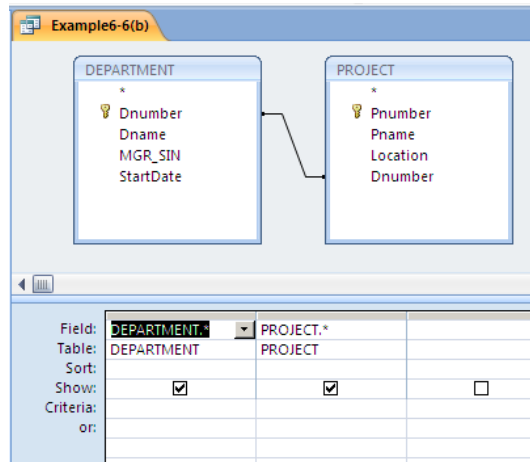 Example6-6(b)
DEPARTMENT
*
Dnumber
Dname
MGR_SIN
StartDate
PROJECT
*
Pnumber
Pname
Location
Dnumber
Field: DEPARTMENT.* PROJECT.*
Table: DEPARTMENT PROJECT
Sort:
Show:
Criteria:
or: